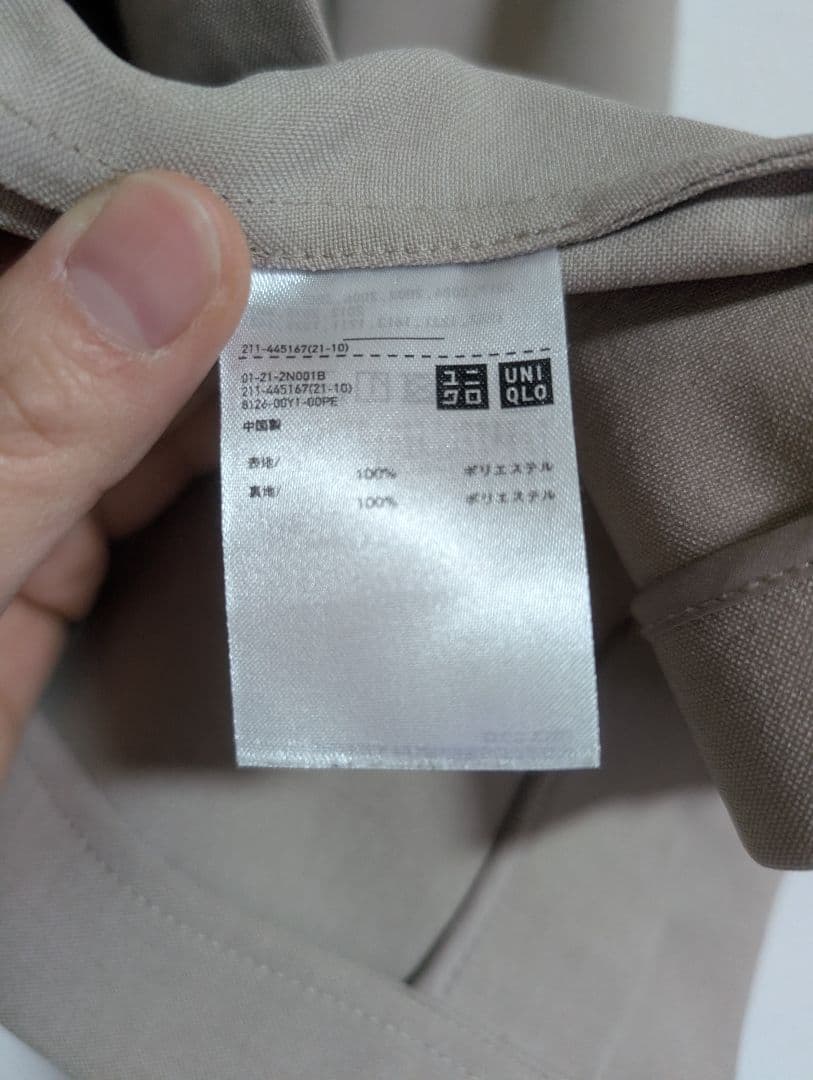 211-445167(21-10)
01-21-2N001B
211-445167(21-10)
8126-00Y1-00PE
ユニクロ
UNIQLO
中国製
表地/ 100% ポリエステル
裏地/ 100% ポリエステル